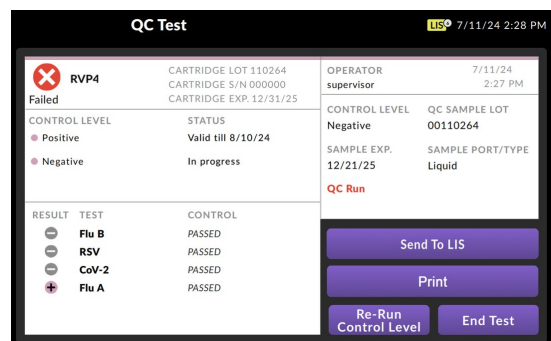 QC Test
LIS 7/11/24 2:28 PM
RVP4
Failed
CARTRIDGE LOT 110264
CARTRIDGE S/N 000000
CARTRIDGE EXP. 12/31/25
CONTROL LEVEL STATUS
Positive Valid till 8/10/24
Negative In progress
RESULT TEST CONTROL
Flu B PASSED
RSV PASSED
CoV-2 PASSED
Flu A PASSED
OPERATOR 7/11/24
supervisor 2:27 PM
CONTROL LEVEL QC SAMPLE LOT
Negative 00110264
SAMPLE EXP. SAMPLE PORT/TYPE
12/21/25 Liquid
QC Run
Send To LIS
Print
Re-Run
Control Level
End Test